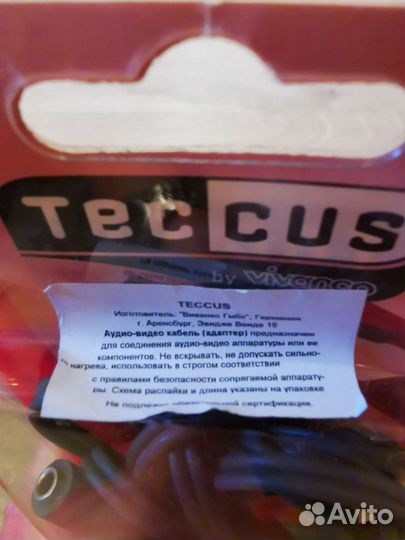 TECCUS
by vivanco
TECCUS
Изготовитель: "Виванко Гмбх", Германия
г. Аренсбург, Эвидже Венде 15
Аудио-видео кабель (адаптер) предназначен
для соединения аудио-видео аппаратуры или ее
компонентов. Не вскрывать, не допускать сильно-
го нагрева, использовать в строгом соответствии
с правилами безопасности сопрягаемой аппарату-
ры. Схема распайки и длина указаны на упаковке
Не подлежит обязательной сертификации.
Avito